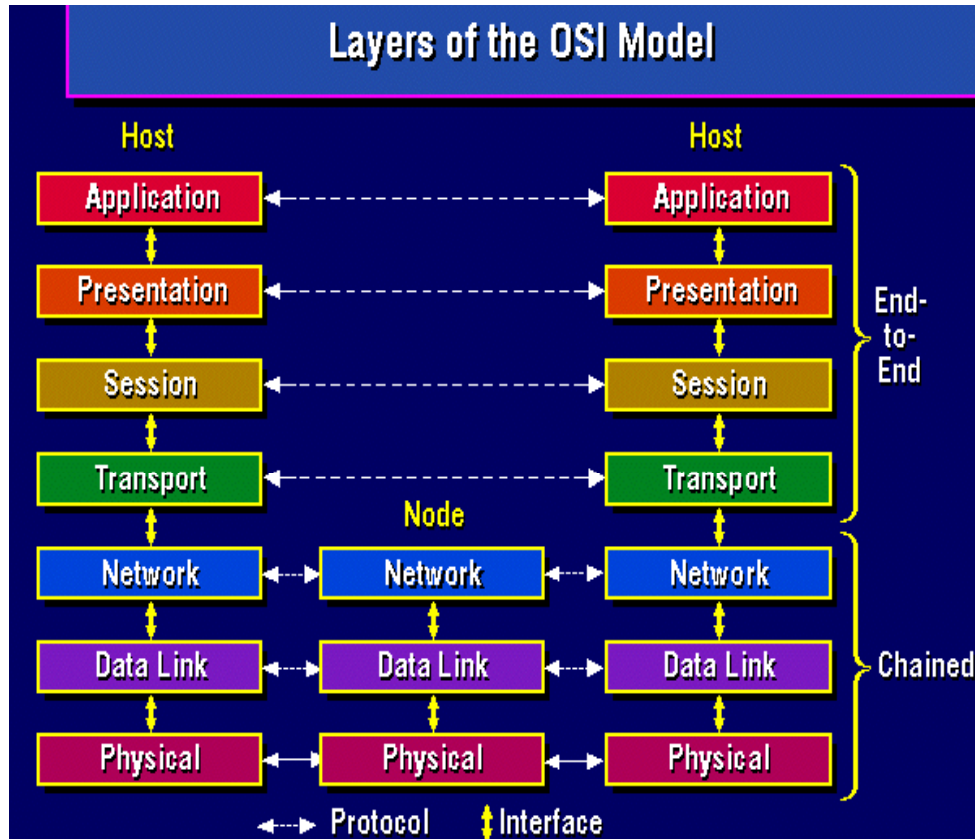 Layers of the OSI Model
Host Host
Application Application
Presentation Presentation
End-
to-
End
Session Session
Transport Transport
Node
Network Network Network
Data Link Data Link Data Link
Chained
Physical Physical Physical
Protocol Interface